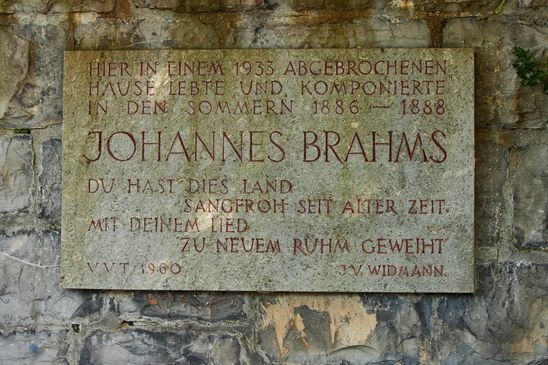 HIER IN EINEM 1933 ABGEBROCHENEN
HAUSE LEBTE UND KOMPONIERTE
IN DEN SOMMERN 1886 – 1888
JOHANNES BRAHMS
DU HAST DIES LAND
SANGFROH SEIT ALTER ZEIT
MIT DEINEM LIED
ZU NEUEM RUHM GEWEIHT
V.V.T. 1960
J.V. WIDMANN